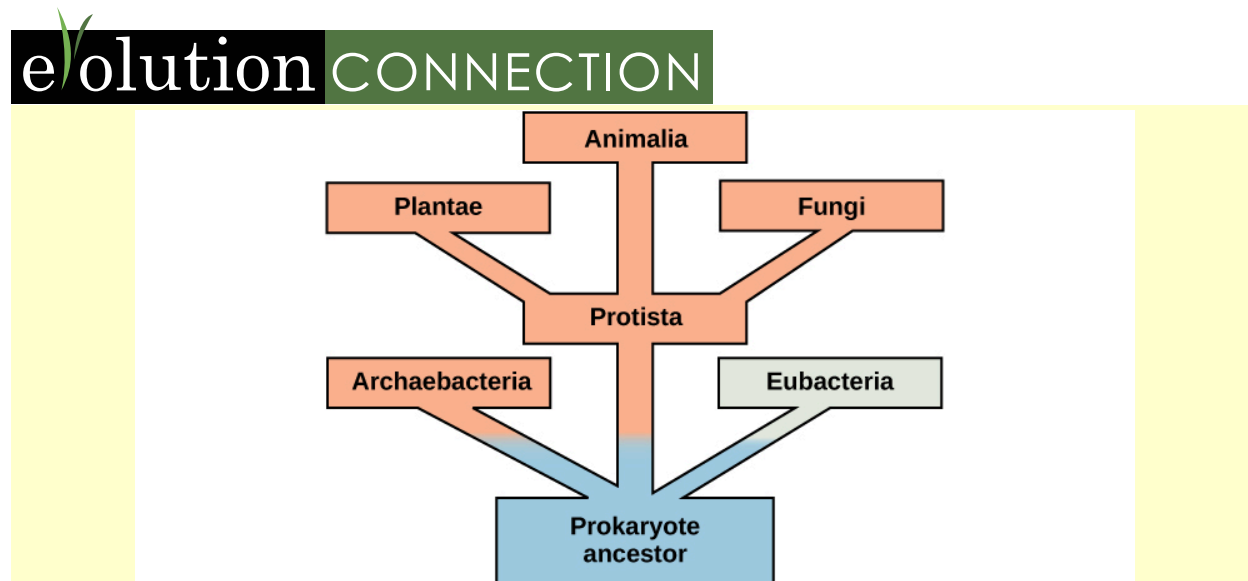 evolution CONNECTION
Animalia
Plantae
Fungi
Protista
Archaebacteria
Eubacteria
Prokaryote
ancestor